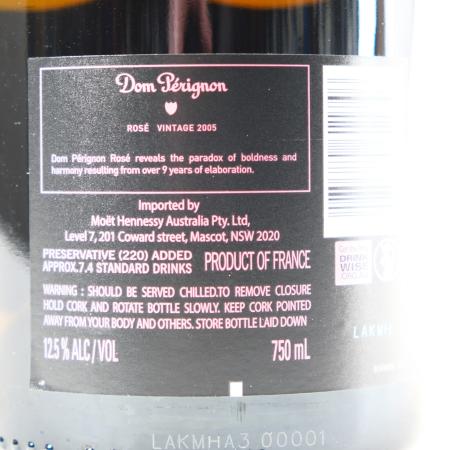 Dom Pérignon
ROSÉ VINTAGE 2005
Dom Pérignon Rosé reveals the paradox of boldness and
harmony resulting from over 9 years of elaboration.
Imported by
Moët Hennessy Australia Pty. Ltd,
Level 7, 201 Coward street, Mascot, NSW 2020
PRESERVATIVE (220) ADDED
APPROX.7.4 STANDARD DRINKS
PRODUCT OF FRANCE
WARNING : SHOULD BE SERVED CHILLED.TO REMOVE CLOSURE
HOLD CORK AND ROTATE BOTTLE SLOWLY. KEEP CORK POINTED
AWAY FROM YOUR BODY AND OTHERS. STORE BOTTLE LAID DOWN
12.5 % ALC/VOL
750 mL
DRINK
WISE
.ORG.AU
LAKMH
LAKMHA3 00001